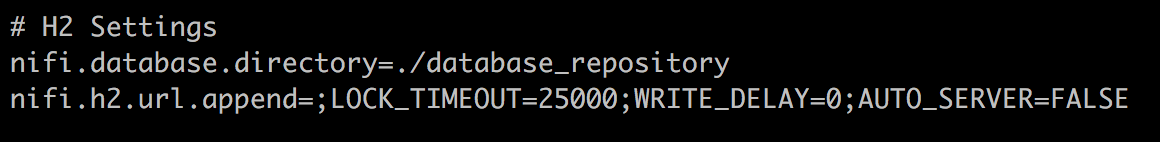 # H2 Settings
nifi.database.directory=./database_repository
nifi.h2.url.append=;LOCK_TIMEOUT=25000;WRITE_DELAY=0;AUTO_SERVER=FALSE